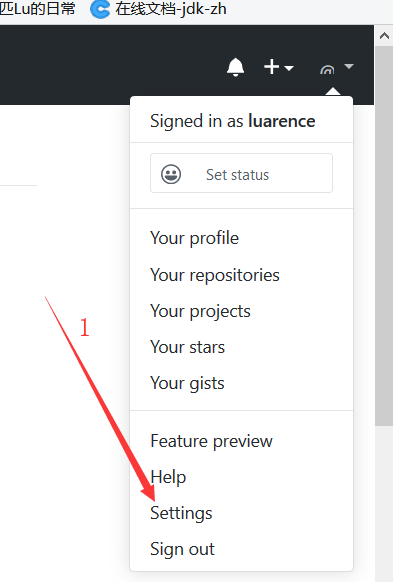 匹Lu的日常 在线文档-jdk-zh
@
Signed in as luarence
Set status
Your profile
Your repositories
Your projects
Your stars
Your gists
1
Feature preview
Help
Settings
Sign out